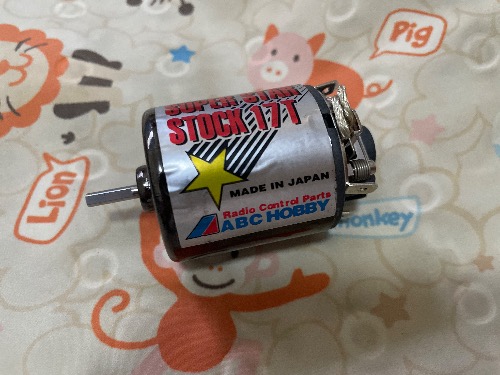 Pig
SUPER STAR
STOCK 17T
MADE IN JAPAN
Lion
Radio Control Parts
ABC HOBBY
monkey